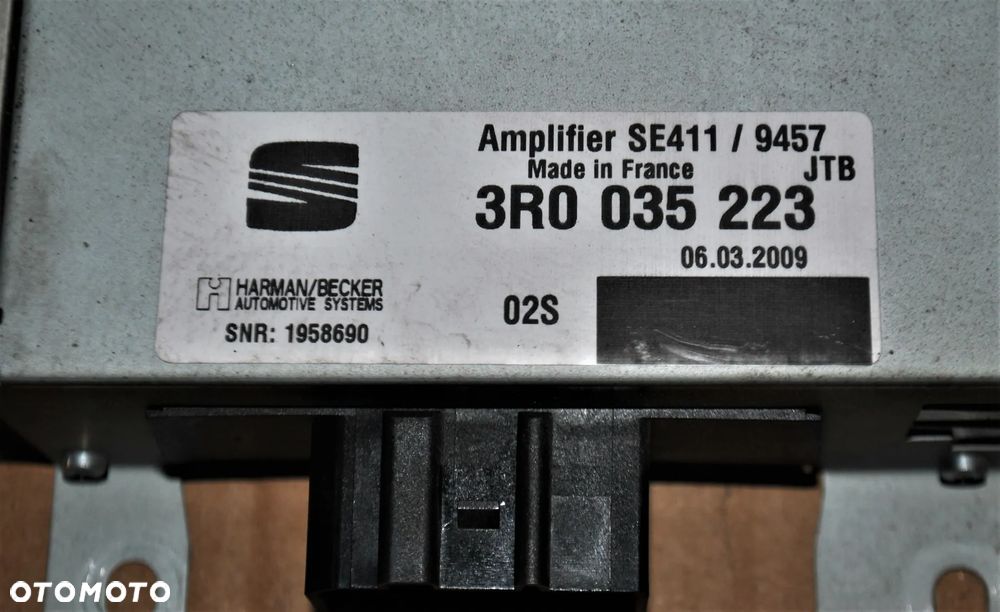 Amplifier SE411 / 9457
Made in France
JTB
3R0 035 223
06.03.2009
HARMAN/BECKER
AUTOMOTIVE SYSTEMS
02S
SNR: 1958690
OTOMOTO